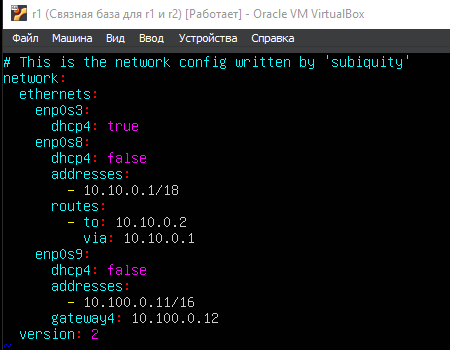 r1 (Связная база для r1 и r2) [Работает] - Oracle VM VirtualBox
Файл Машина Вид Ввод Устройства Справка
# This is the network config written by 'subiquity'
network:
  ethernets:
    enp0s3:
      dhcp4: true
    enp0s8:
      dhcp4: false
      addresses:
        - 10.10.0.1/18
      routes:
        - to: 10.10.0.2
          via: 10.10.0.1
    enp0s9:
      dhcp4: false
      addresses:
        - 10.100.0.11/16
      gateway4: 10.100.0.12
  version: 2
~